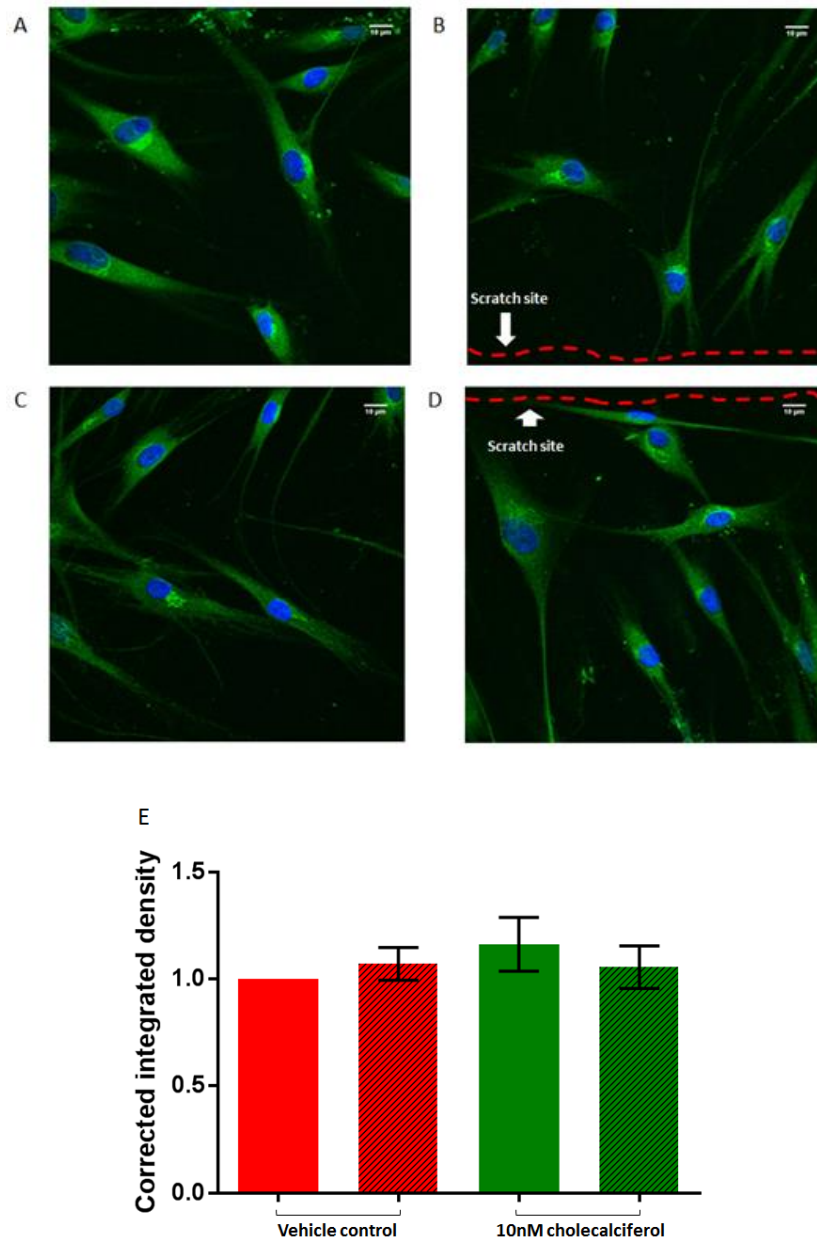 A
10 µm
B
10 µm
Scratch site
C
10 µm
D
10 µm
Scratch site
E
Corrected integrated density
1.5
1.0
0.5
0.0
Vehicle control
10nM cholecalciferol